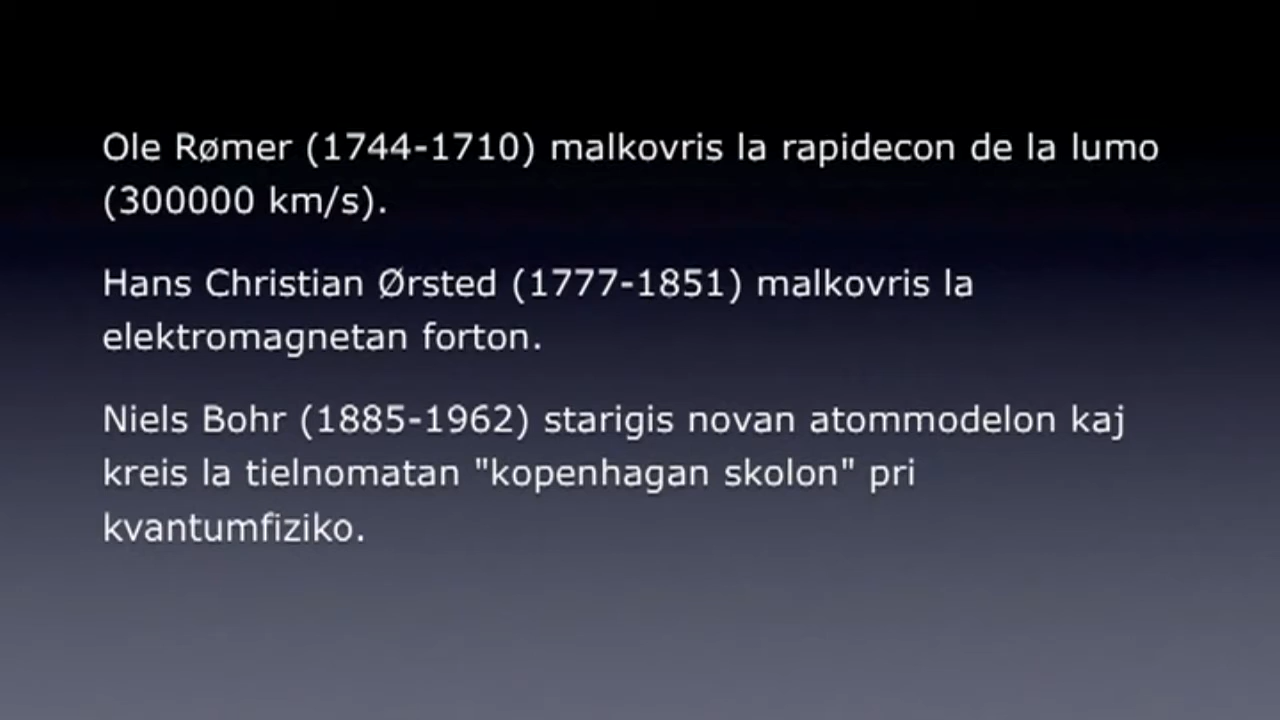 Ole Rømer (1744-1710) malkovris la rapidecon de la lumo
(300000 km/s).
Hans Christian Ørsted (1777-1851) malkovris la
elektromagnetan forton.
Niels Bohr (1885-1962) starigis novan atommodelon kaj
kreis la tielnomatan "kopenhagan skolon" pri
kvantumfiziko.